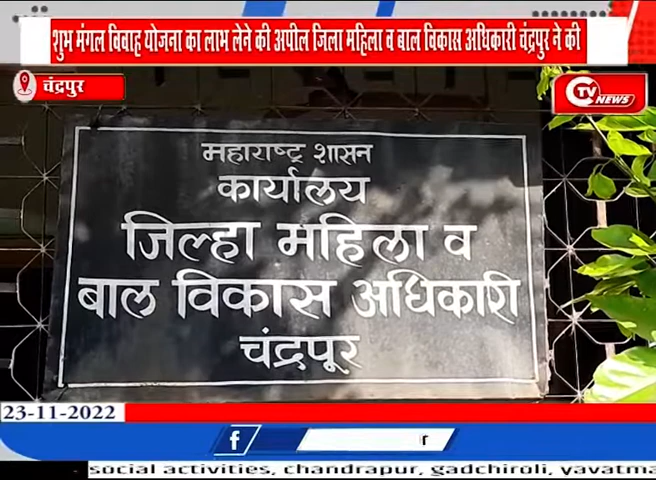 शुभ मंगल विवाह योजना का लाभ लेने की अपील जिला महिला व बाल विकास अधिकारी चंद्रपुर ने की
चंद्रपुर
CTV NEWS
महाराष्ट्र शासन
कार्यालय
जिल्हा महिला व
बाल विकास अधिकारी
चंद्रपूर
23-11-2022
f
social activities, chandrapur, gadchiroli, yavatma